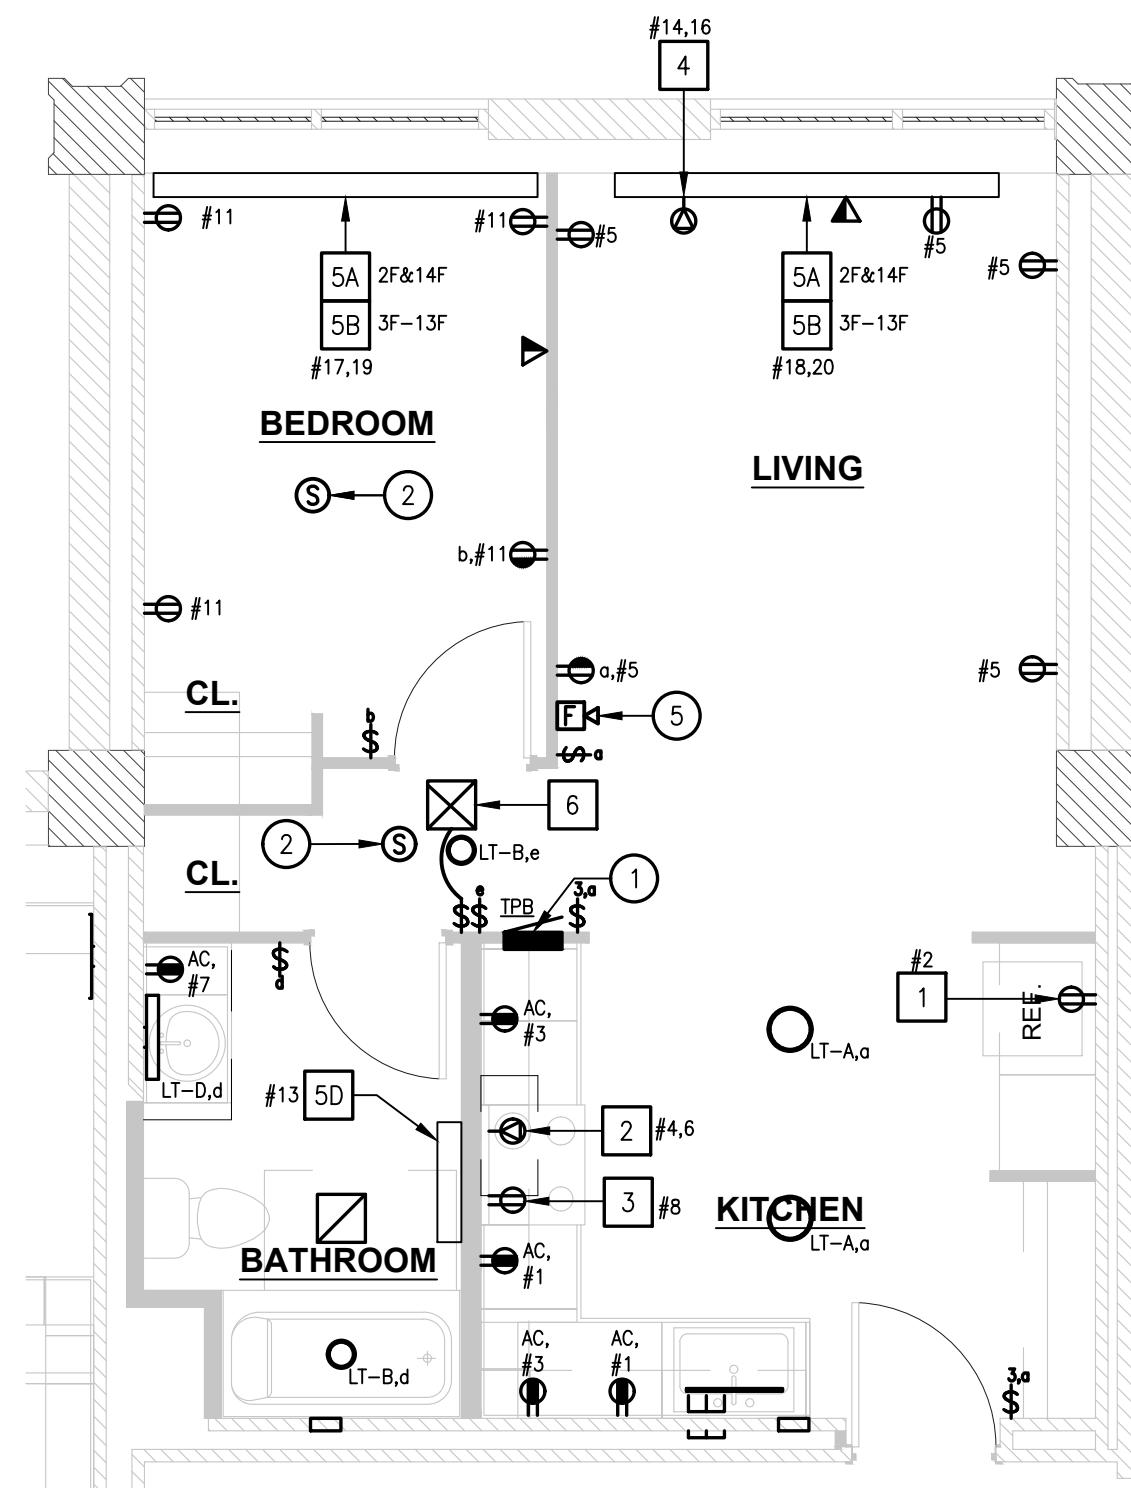 #14,16
4
#11
#11
#5
#5
#5
5A 2F&14F
5B 3F-13F
#17,19
5A 2F&14F
5B 3F-13F
#18,20
BEDROOM
LIVING
S
2
b,#11
#11
a,#5
#5
CL.
b
$
F
5
$ a
6
2
S
LT-B,e
CL.
1
e
$$
TPB
3,a
$
AC,
#7
$
d
#2
1
REF.
AC,
#3
LT-A,a
LT-D,d
#13
5D
2
#4,6
3
#8
KITCHEN
LT-A,a
BATHROOM
AC,
#1
LT-B,d
AC,
#3
AC,
#1
3,a
$